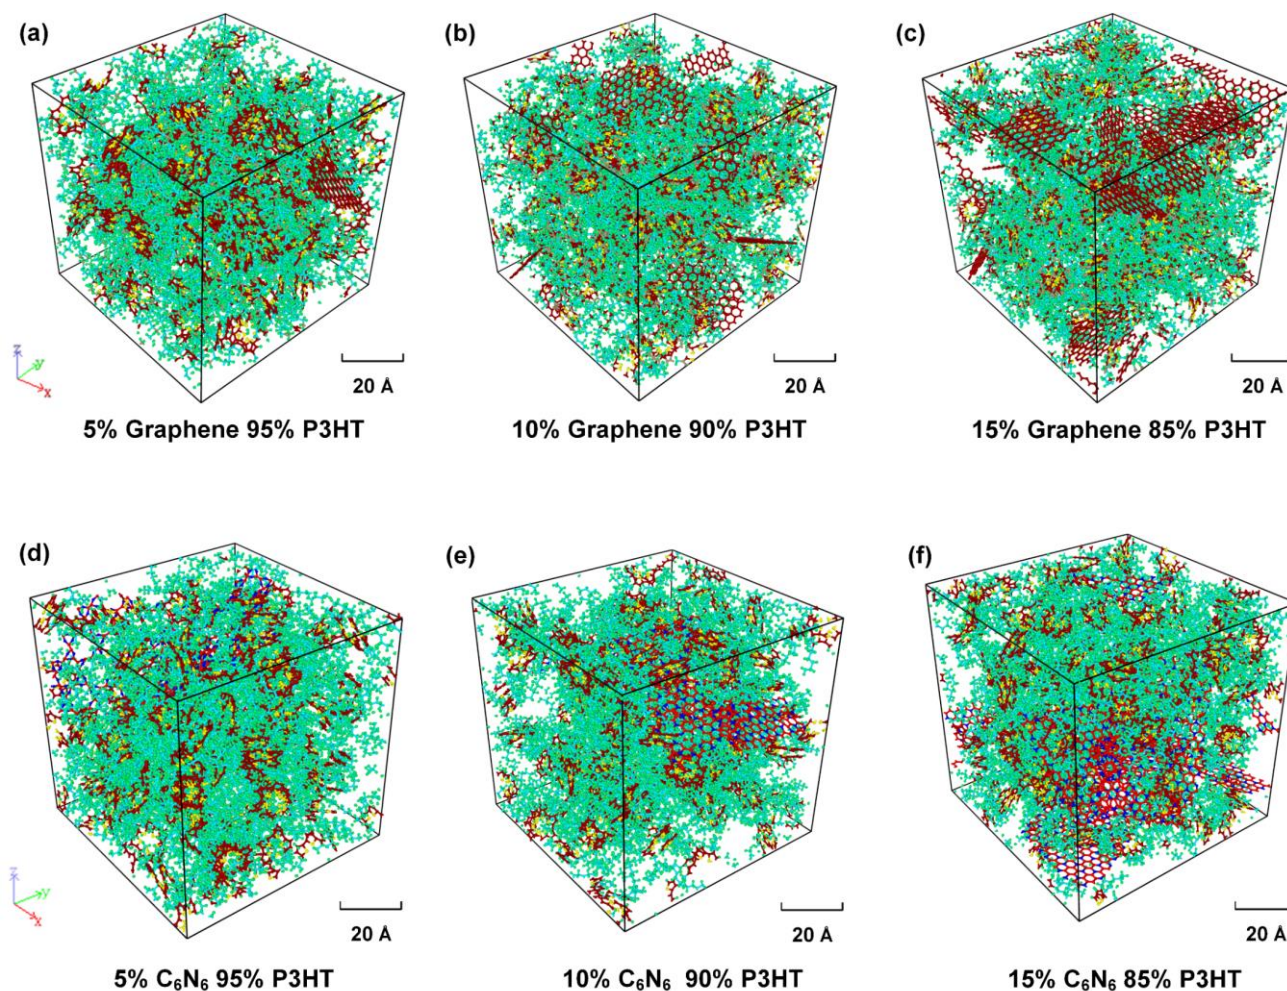 (a) (b) (c)
z y x
20 Å 20 Å 20 Å
5% Graphene 95% P3HT 10% Graphene 90% P3HT 15% Graphene 85% P3HT
(d) (e) (f)
z y x
20 Å 20 Å 20 Å
5% C₆N₆ 95% P3HT 10% C₆N₆ 90% P3HT 15% C₆N₆ 85% P3HT